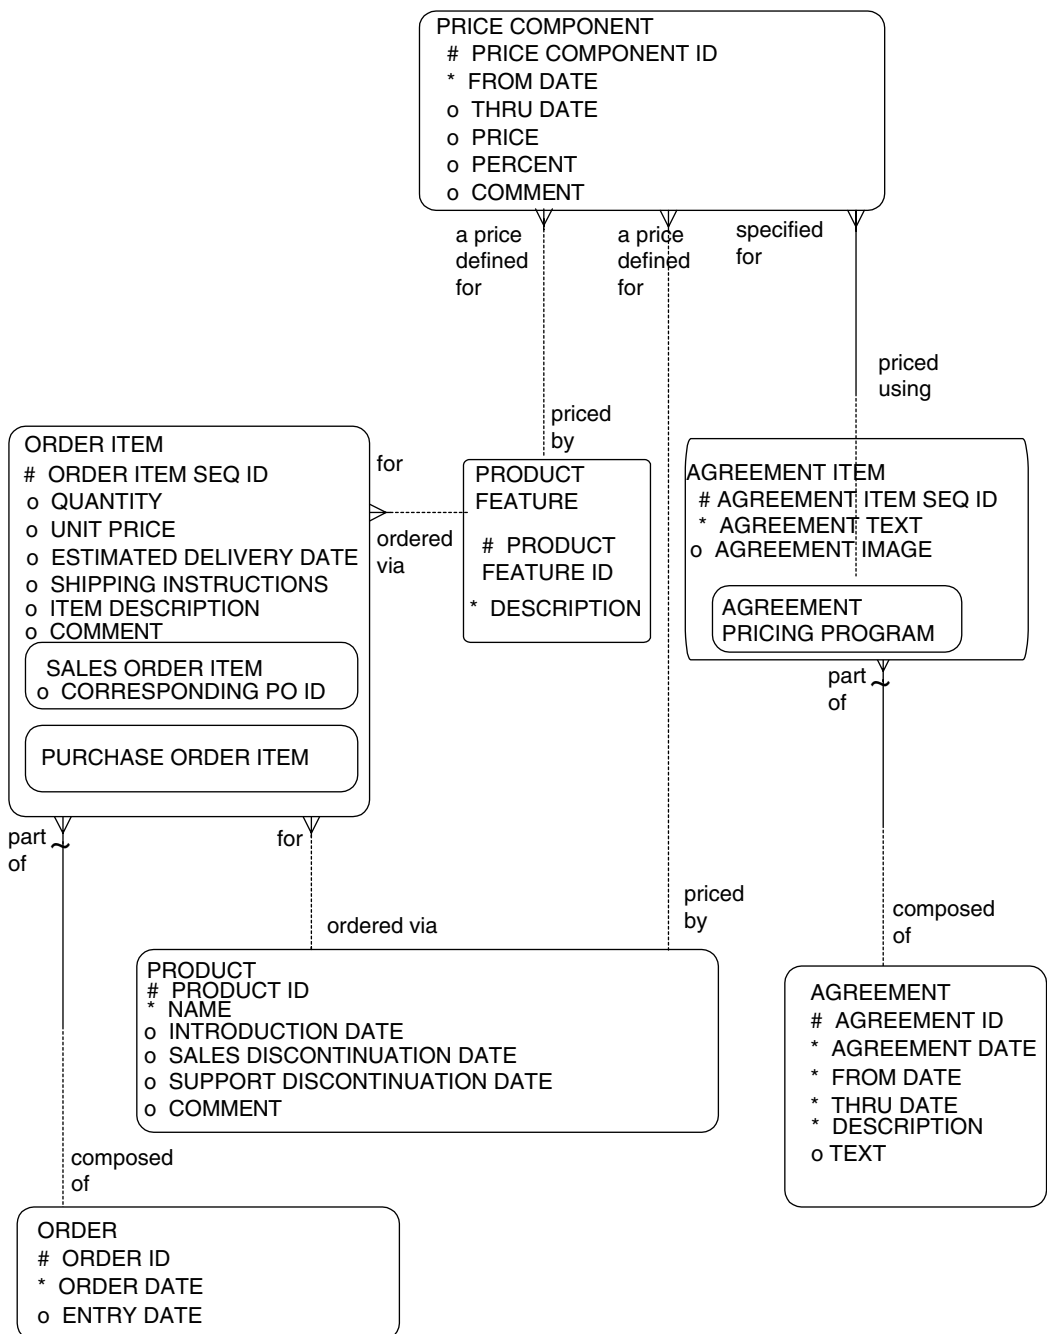 PRICE COMPONENT
# PRICE COMPONENT ID
* FROM DATE
o THRU DATE
o PRICE
o PERCENT
o COMMENT
a price
defined
for
a price
defined
for
specified
for
priced
using
priced
by
ORDER ITEM
# ORDER ITEM SEQ ID
o QUANTITY
o UNIT PRICE
o ESTIMATED DELIVERY DATE
o SHIPPING INSTRUCTIONS
o ITEM DESCRIPTION
o COMMENT
SALES ORDER ITEM
o CORRESPONDING PO ID
PURCHASE ORDER ITEM
for
ordered
via
PRODUCT
FEATURE
# PRODUCT
FEATURE ID
* DESCRIPTION
AGREEMENT ITEM
# AGREEMENT ITEM SEQ ID
* AGREEMENT TEXT
o AGREEMENT IMAGE
AGREEMENT
PRICING PROGRAM
part
of
part
of
for
ordered via
priced
by
composed
of
PRODUCT
# PRODUCT ID
* NAME
o INTRODUCTION DATE
o SALES DISCONTINUATION DATE
o SUPPORT DISCONTINUATION DATE
o COMMENT
AGREEMENT
# AGREEMENT ID
* AGREEMENT DATE
* FROM DATE
* THRU DATE
* DESCRIPTION
o TEXT
composed
of
ORDER
# ORDER ID
* ORDER DATE
o ENTRY DATE